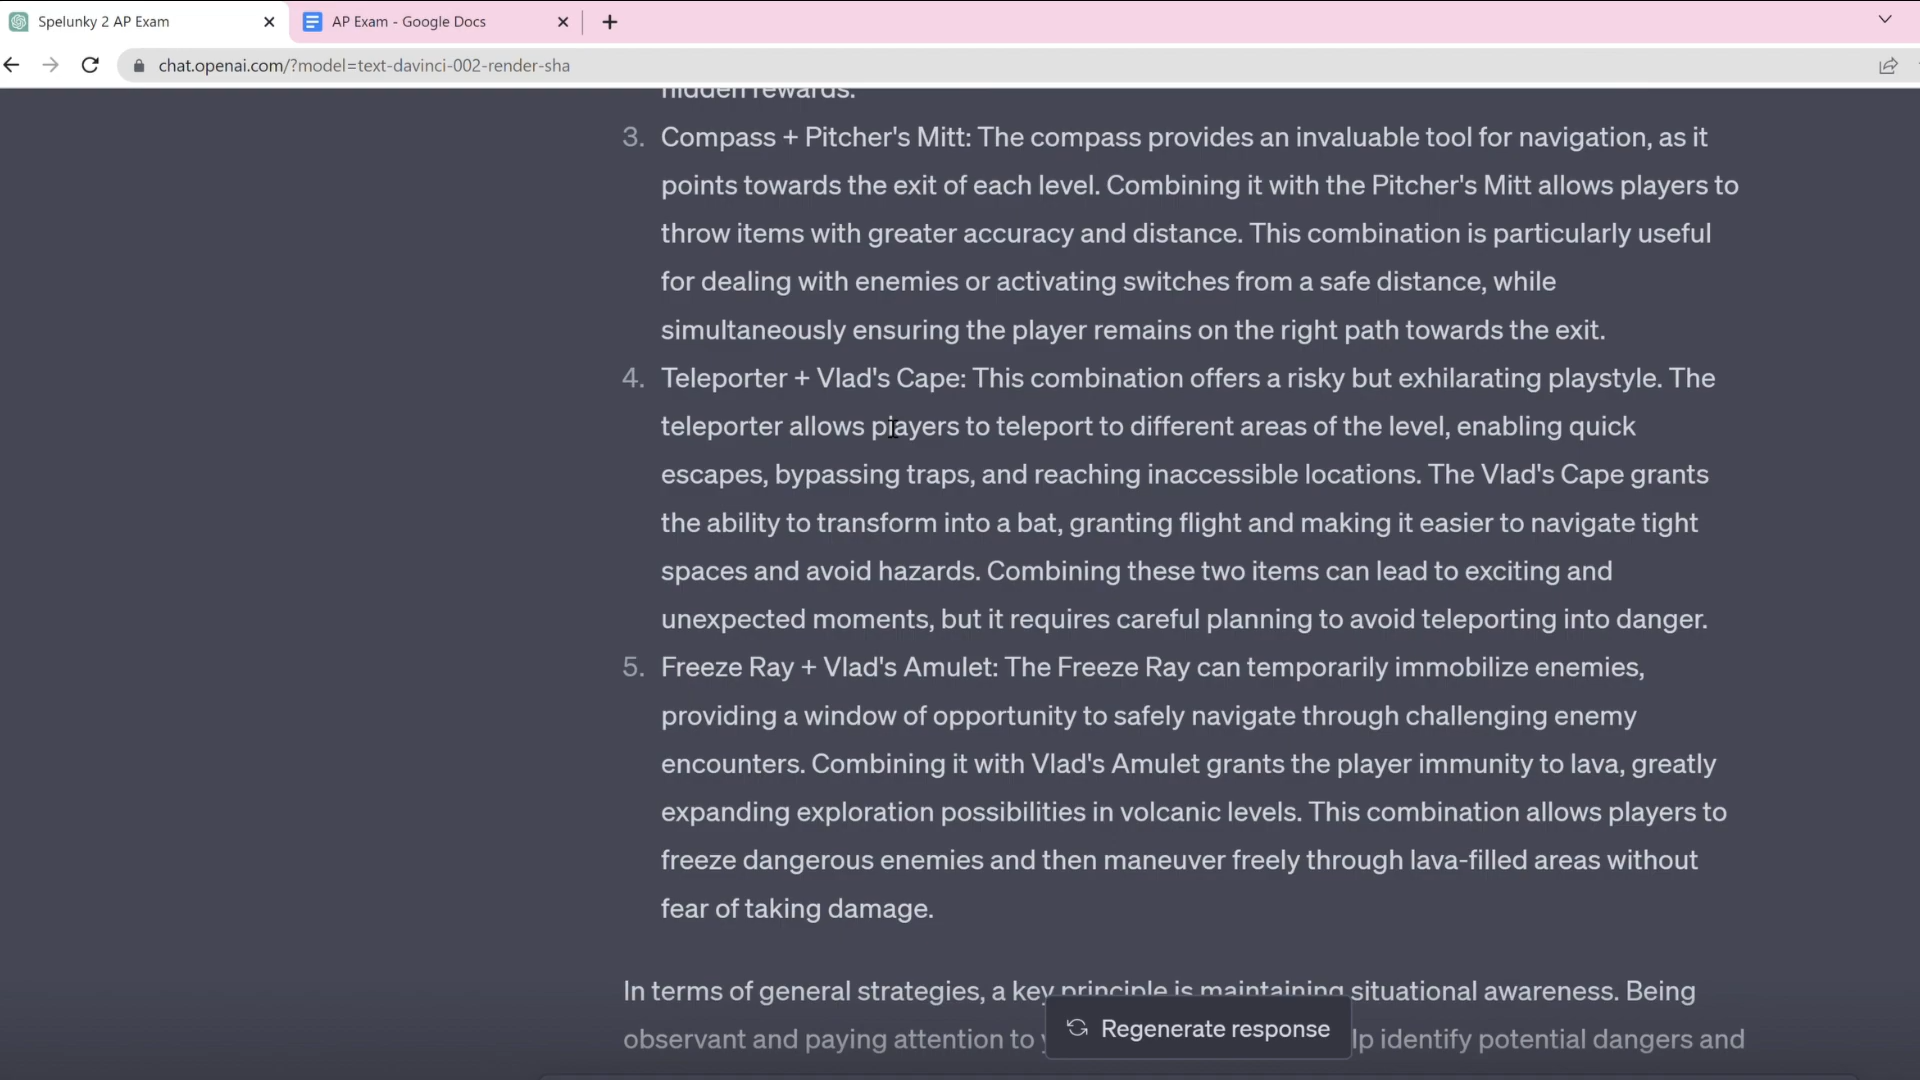 Spelunky 2 AP Exam
AP Exam - Google Docs
chat.openai.com/?model=text-davinci-002-render-sha
hidden rewards.
3. Compass + Pitcher's Mitt: The compass provides an invaluable tool for navigation, as it
points towards the exit of each level. Combining it with the Pitcher's Mitt allows players to
throw items with greater accuracy and distance. This combination is particularly useful
for dealing with enemies or activating switches from a safe distance, while
simultaneously ensuring the player remains on the right path towards the exit.
4. Teleporter + Vlad's Cape: This combination offers a risky but exhilarating playstyle. The
teleporter allows players to teleport to different areas of the level, enabling quick
escapes, bypassing traps, and reaching inaccessible locations. The Vlad's Cape grants
the ability to transform into a bat, granting flight and making it easier to navigate tight
spaces and avoid hazards. Combining these two items can lead to exciting and
unexpected moments, but it requires careful planning to avoid teleporting into danger.
5. Freeze Ray + Vlad's Amulet: The Freeze Ray can temporarily immobilize enemies,
providing a window of opportunity to safely navigate through challenging enemy
encounters. Combining it with Vlad's Amulet grants the player immunity to lava, greatly
expanding exploration possibilities in volcanic levels. This combination allows players to
freeze dangerous enemies and then maneuver freely through lava-filled areas without
fear of taking damage.
In terms of general strategies, a key principle is maintaining situational awareness. Being
observant and paying attention to lp identify potential dangers and
Regenerate response